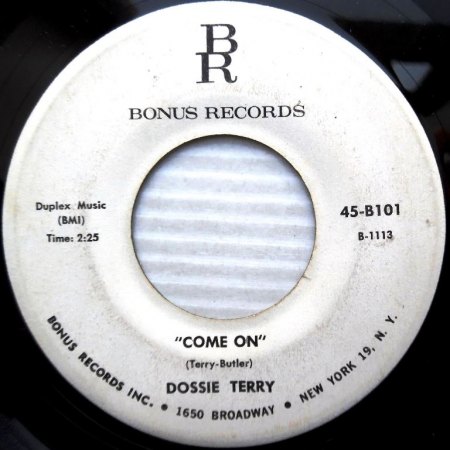 B
R
BONUS RECORDS
Duplex Music
(BMI)
Time: 2:25
45-B101
B-1113
"COME ON"
(Terry-Butler)
DOSSIE TERRY
BONUS RECORDS INC. • 1650 BROADWAY • NEW YORK 19, N. Y.